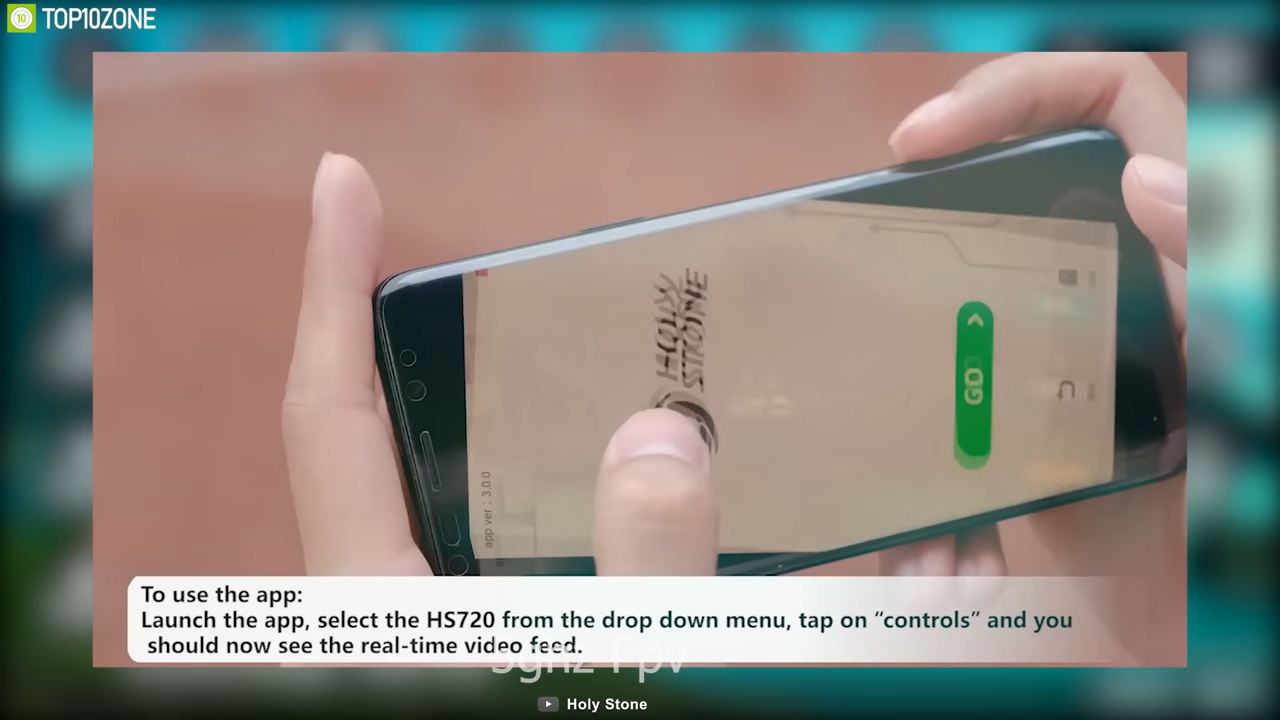 10 TOP10ZONE
HOLY
STONE
GO
app ver : 3.0.0
To use the app:
Launch the app, select the HS720 from the drop down menu, tap on “controls” and you
should now see the real-time video feed.
5ghz Fpv
Holy Stone